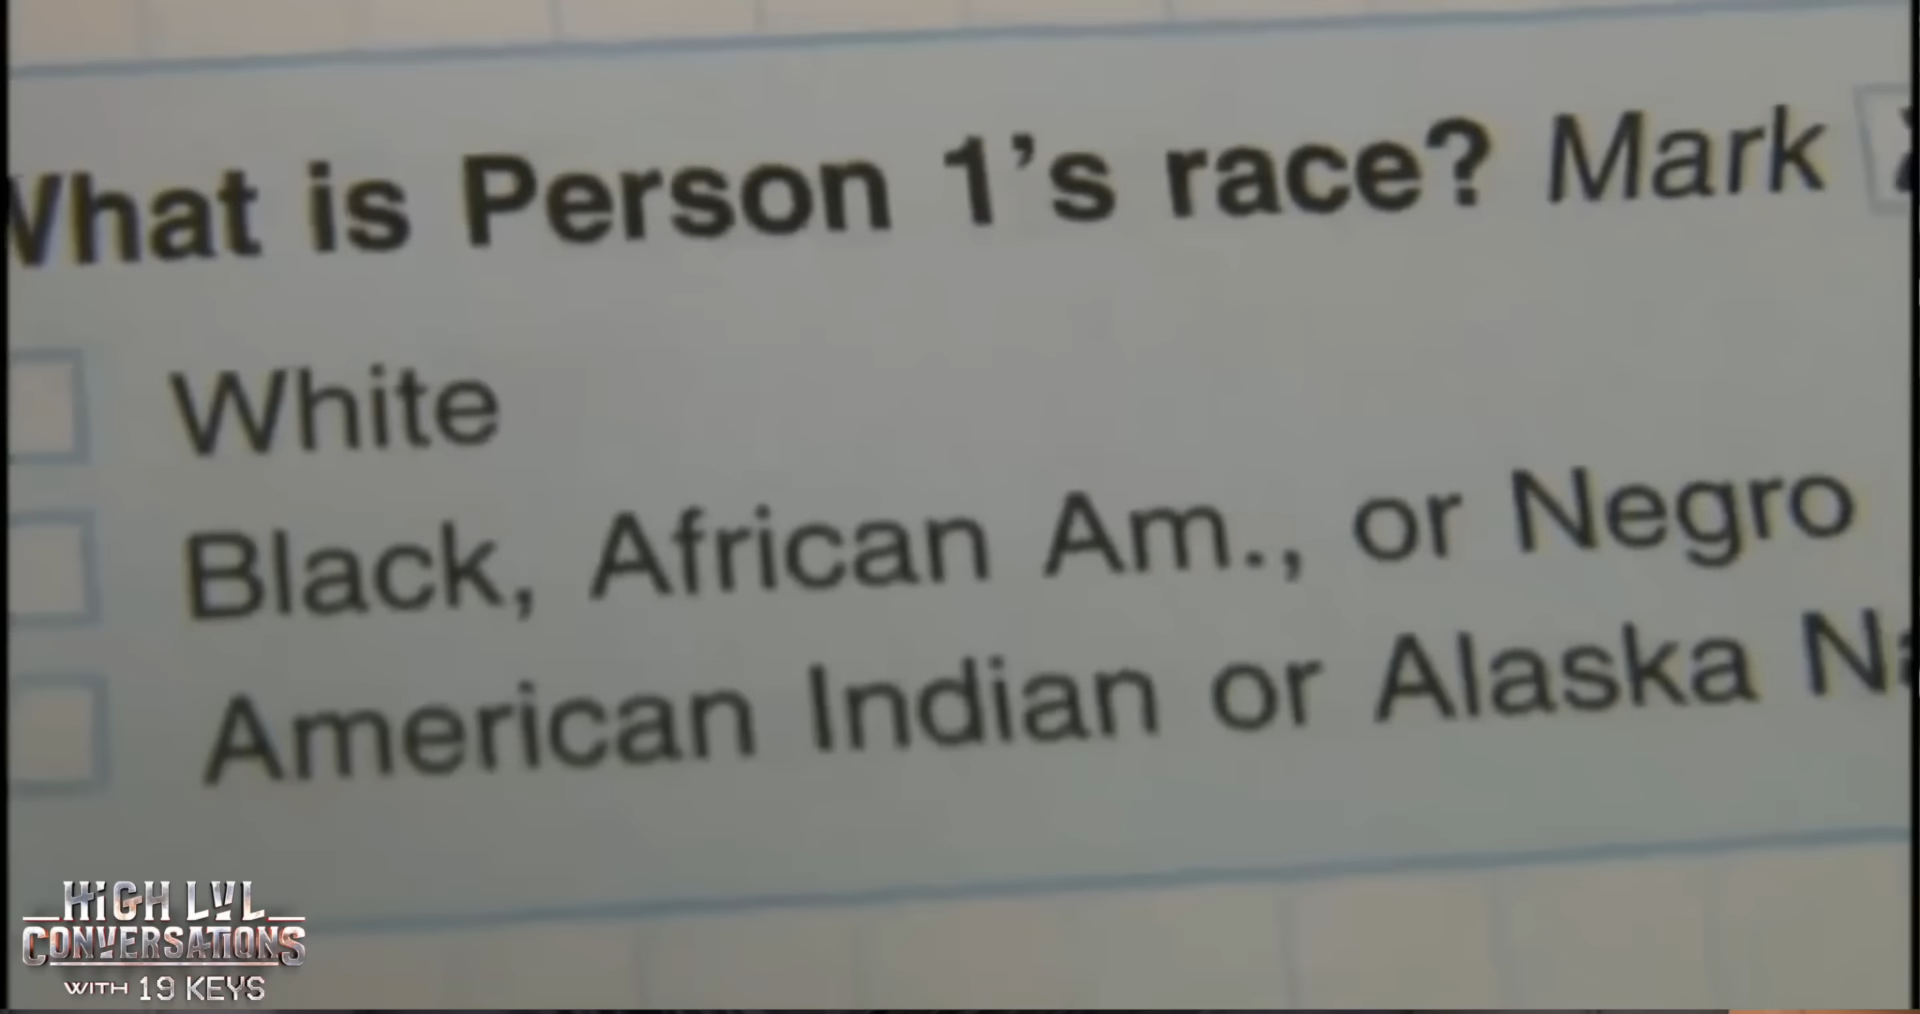 What is Person 1's race? Mark
White
Black, African Am., or Negro
American Indian or Alaska
HIGH LVL
CONVERSATIONS
WITH 19 KEYS